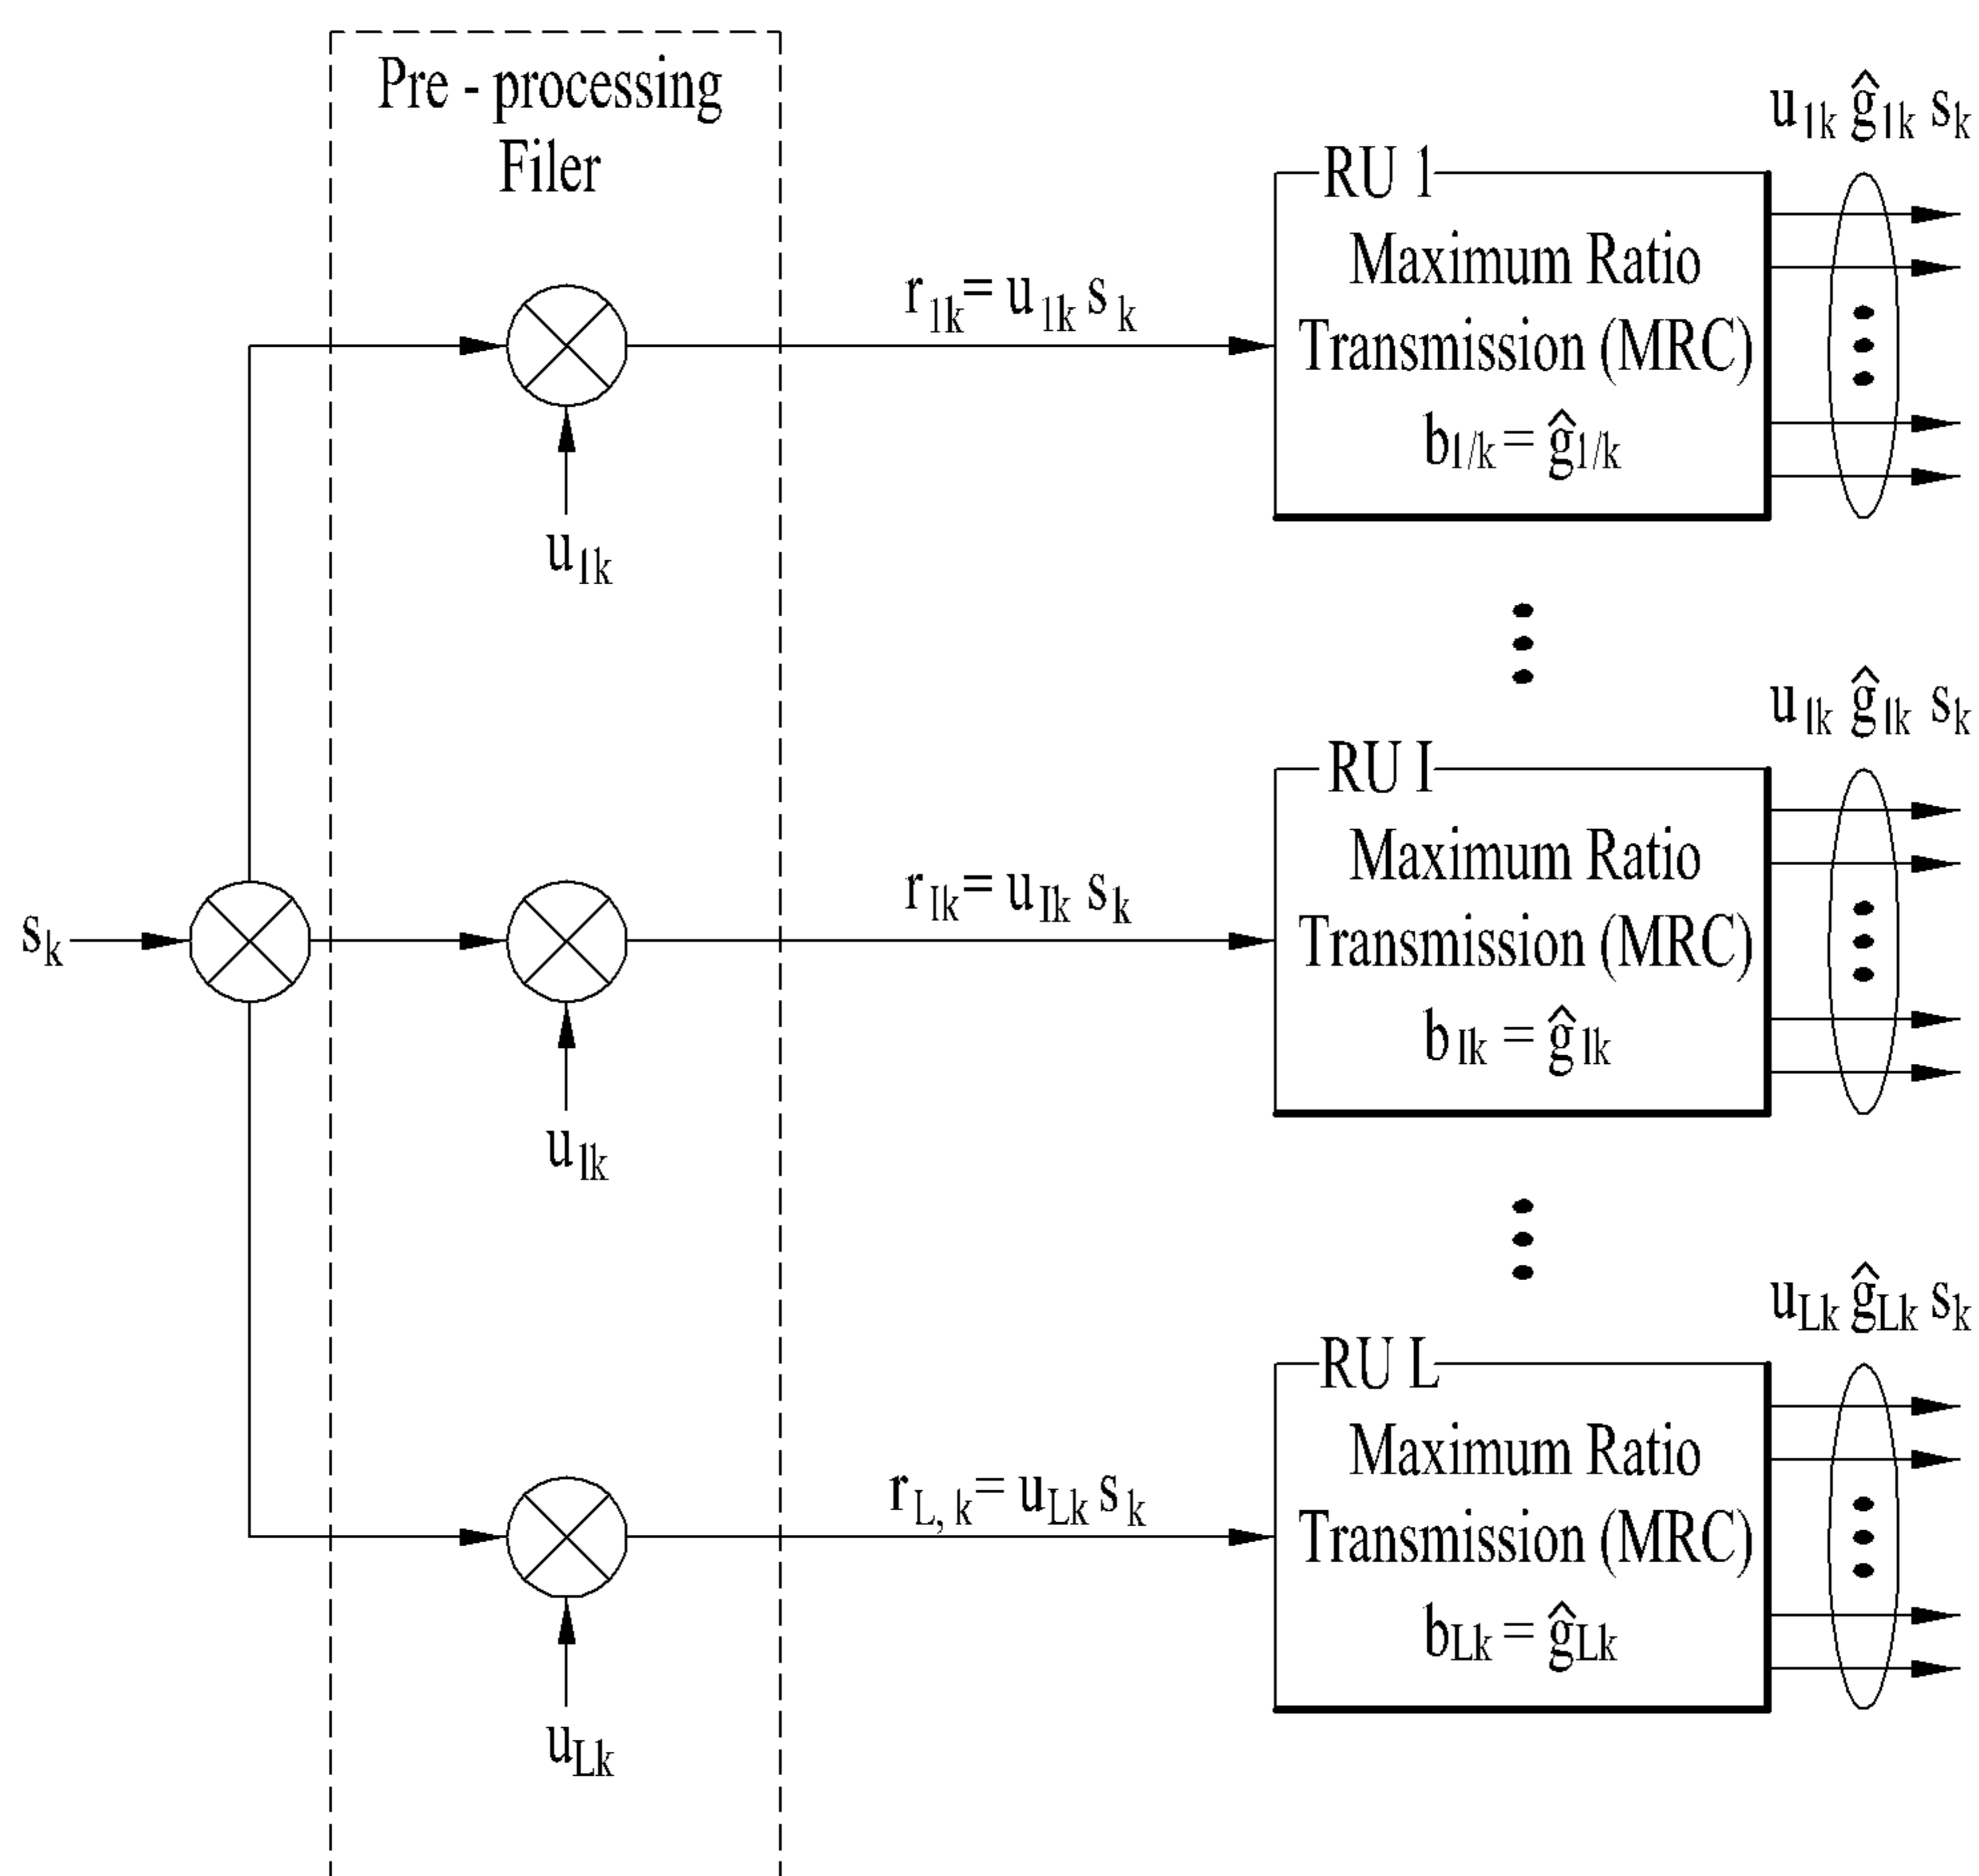 Pre - processing
Filer
u1k ĝ1k sk
RU 1
Maximum Ratio
Transmission (MRC)
b1/k = ĝ1/k
r1k = u1k sk
u1k
ulk ĝlk sk
RU I
Maximum Ratio
Transmission (MRC)
blk = ĝlk
rIk = uIk sk
sk
ulk
uLk ĝLk sk
RU L
Maximum Ratio
Transmission (MRC)
bLk = ĝLk
rL, k = uLk sk
uLk